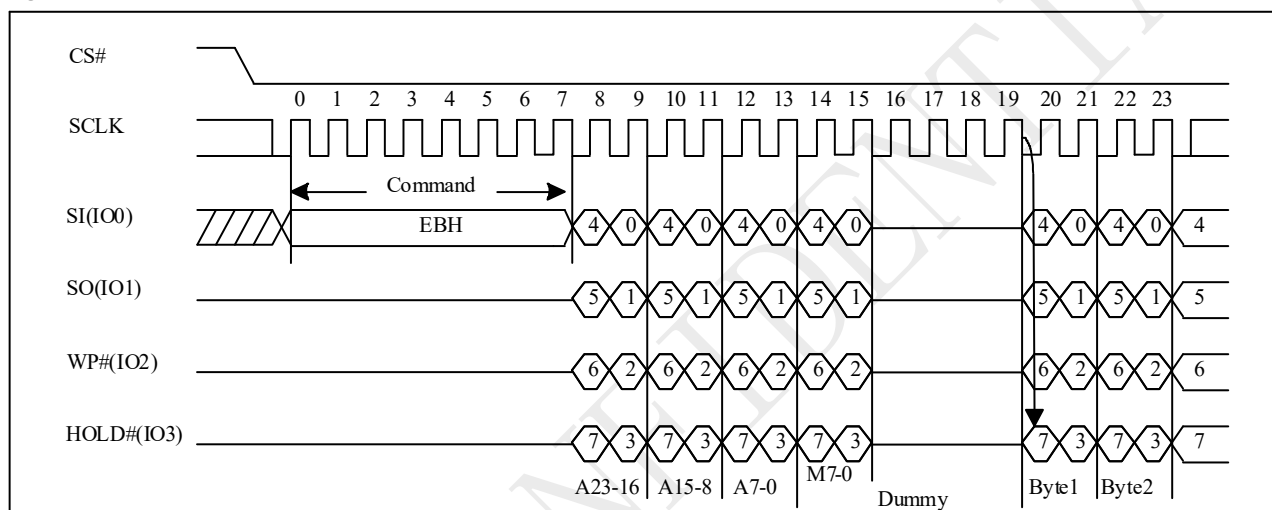 CS#
0 1 2 3 4 5 6 7 8 9 10 11 12 13 14 15 16 17 18 19 20 21 22 23
SCLK
Command
SI(IO0) EBH 4 0 4 0 4 0 4 0 4 0 4 0 4
SO(IO1) 5 1 5 1 5 1 5 1 5 1 5 1 5
WP#(IO2) 6 2 6 2 6 2 6 2 6 2 6 2 6
HOLD#(IO3) 7 3 7 3 7 3 7 3 7 3 7 3 7
A23-16 A15-8 A7-0 M7-0 Dummy Byte1 Byte2